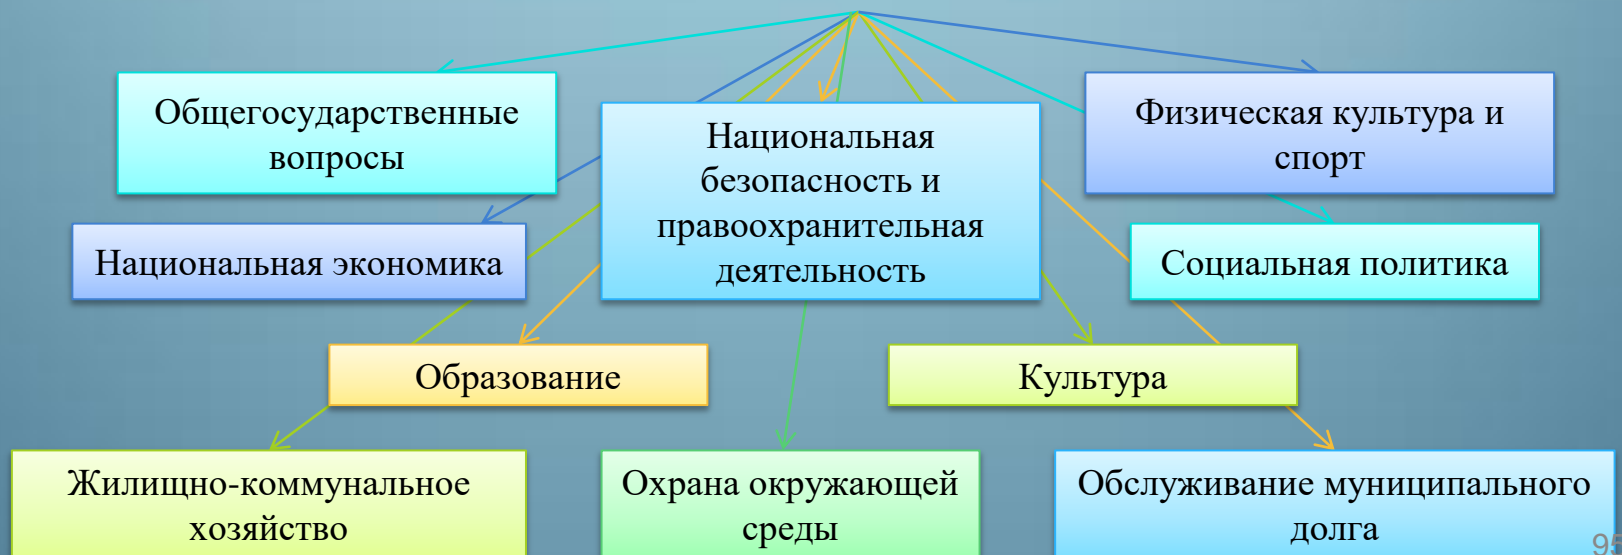 Общегосударственные
вопросы
Национальная
безопасность и
правоохранительная
деятельность
Физическая культура и
спорт
Национальная экономика
Социальная политика
Образование
Культура
Жилищно-коммунальное
хозяйство
Охрана окружающей
среды
Обслуживание муниципального
долга
95